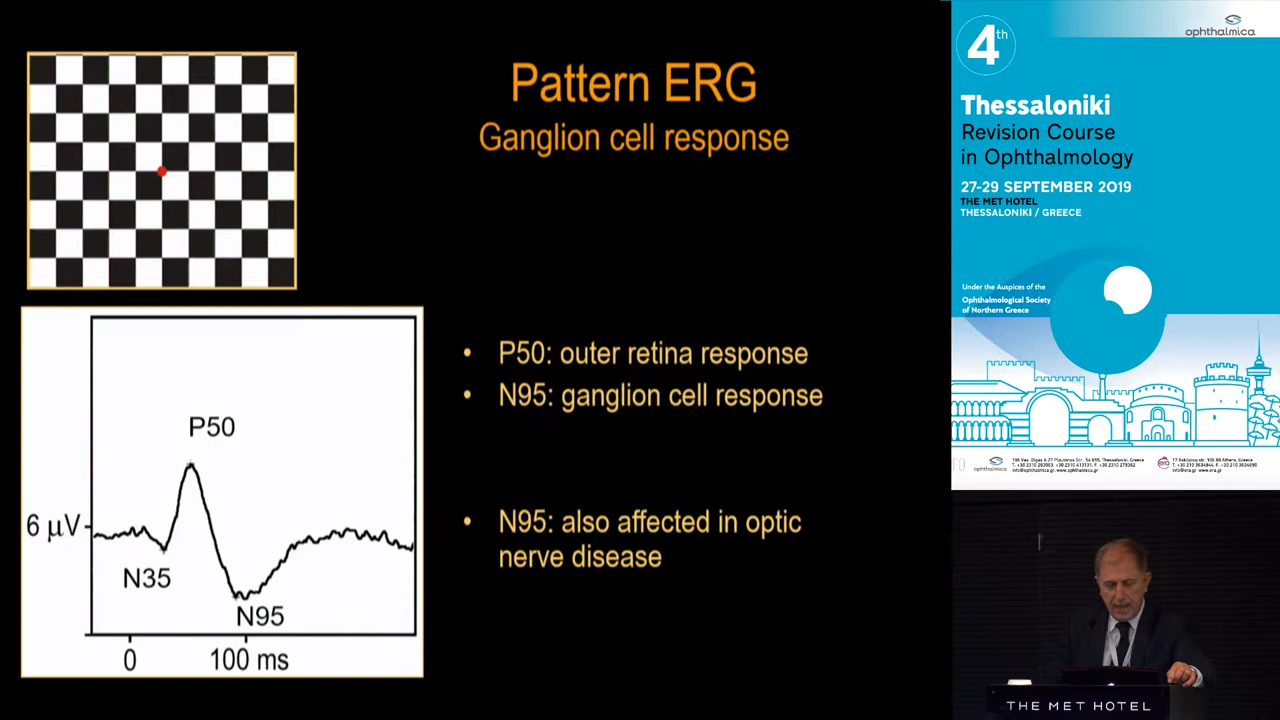 Pattern ERG
Ganglion cell response
P50
6 µV
N35
N95
0
100 ms
• P50: outer retina response
• N95: ganglion cell response
• N95: also affected in optic
nerve disease
ophthalmica
4th
Thessaloniki
Revision Course
in Ophthalmology
27-29 SEPTEMBER 2019
THE MET HOTEL
THESSALONIKI / GREECE
Under the Auspices of the
Ophthalmological Society
of Northern Greece
ophthalmica
THE MET HOTEL